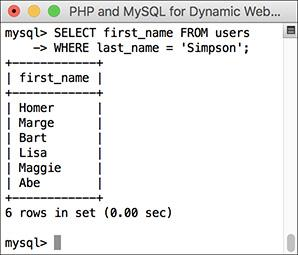 PHP and MySQL for Dynamic Web...
mysql> SELECT first_name FROM users
    -> WHERE last_name = 'Simpson';
+------------+
| first_name |
+------------+
| Homer      |
| Marge      |
| Bart       |
| Lisa       |
| Maggie     |
| Abe        |
+------------+
6 rows in set (0.00 sec)

mysql>